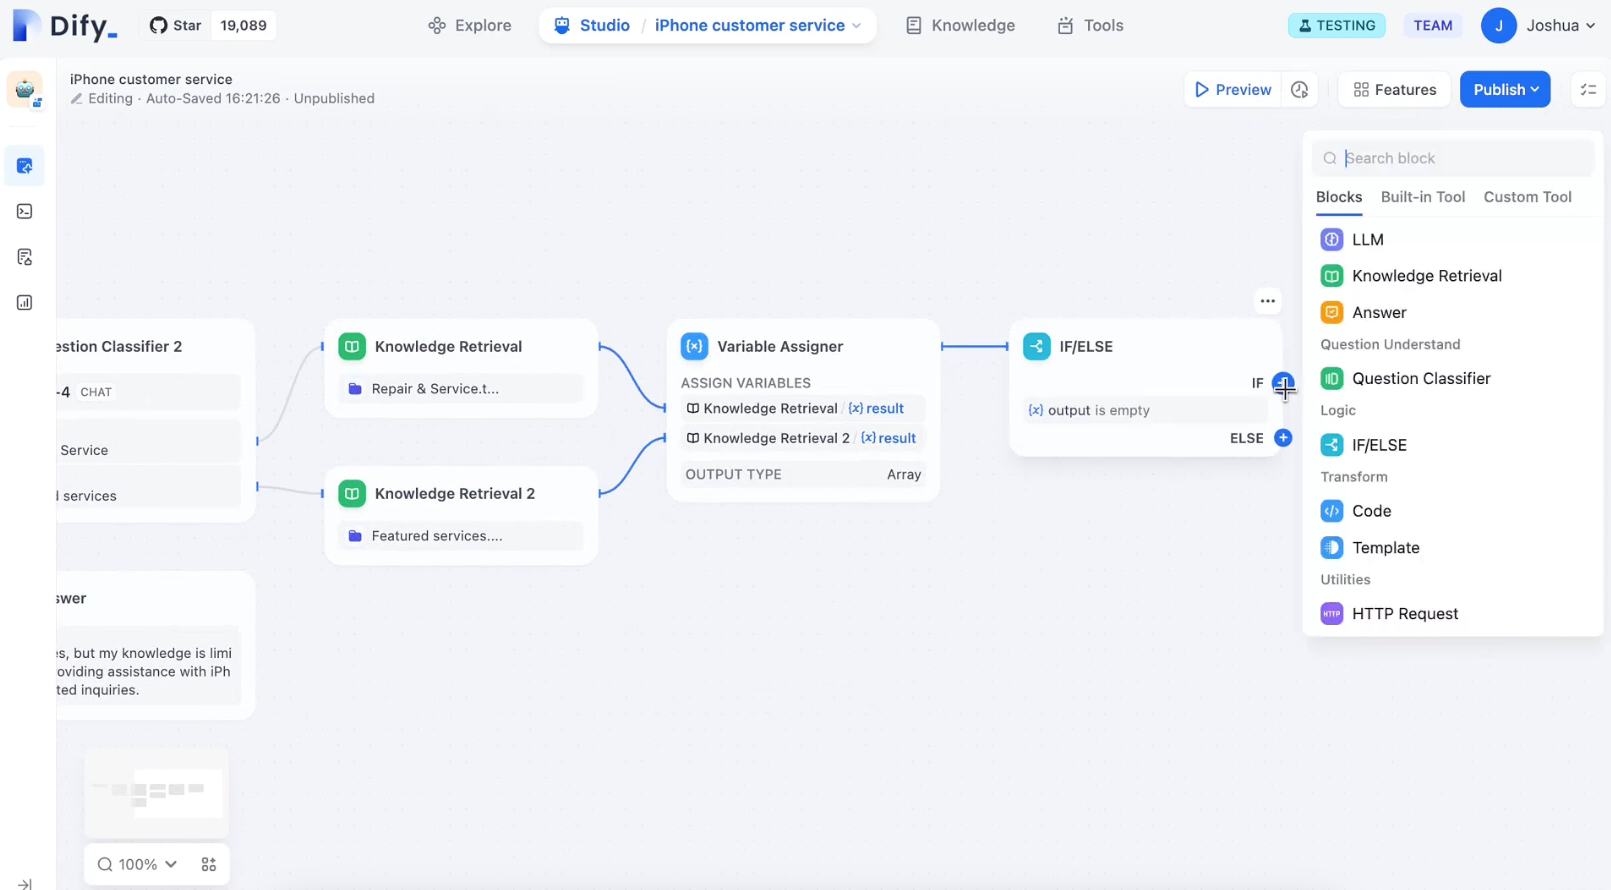 Dify_
Star 19,089
Explore
Studio / iPhone customer service
Knowledge
Tools
TESTING
TEAM
J
Joshua
iPhone customer service
Editing · Auto-Saved 16:21:26 · Unpublished
Preview
Features
Publish
Search block
Blocks Built-in Tool Custom Tool
LLM
Knowledge Retrieval
Answer
Question Understand
Question Classifier
Logic
IF/ELSE
Transform
Code
Template
Utilities
HTTP HTTP Request
estion Classifier 2
-4 CHAT
Service
services
swer
es, but my knowledge is limi
oviding assistance with iPh
ted inquiries.
Knowledge Retrieval
Repair & Service.t...
Knowledge Retrieval 2
Featured services....
{x} Variable Assigner
ASSIGN VARIABLES
Knowledge Retrieval / {x} result
Knowledge Retrieval 2 / {x} result
OUTPUT TYPE Array
IF/ELSE
IF
{x} output is empty
ELSE
100%